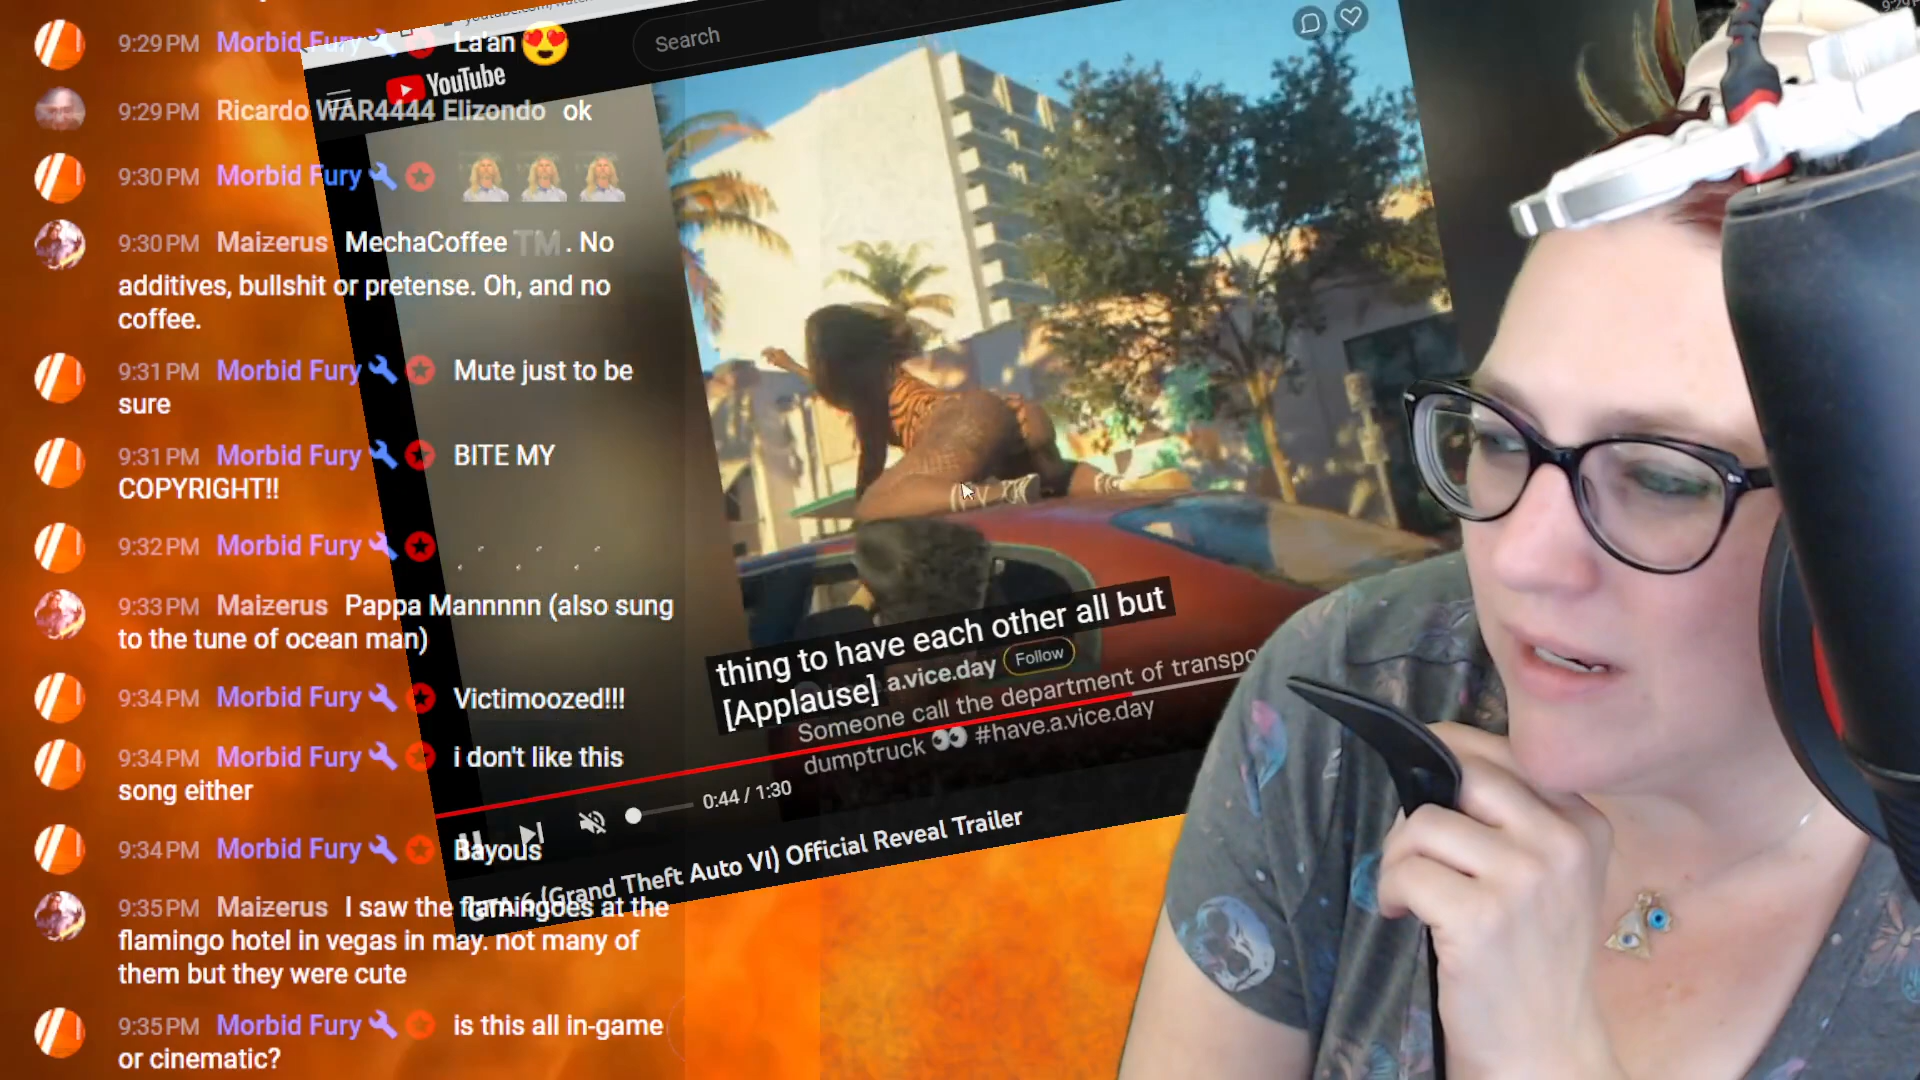 9:29 PM Morbid Fury La'an 😍
9:29 PM Ricardo WAR4444 Elizondo ok
9:30 PM Morbid Fury
9:30 PM Maizerus MechaCoffee TM. No
additives, bullshit or pretense. Oh, and no
coffee.
9:31 PM Morbid Fury Mute just to be
sure
9:31 PM Morbid Fury BITE MY
COPYRIGHT!!
9:32 PM Morbid Fury
9:33 PM Maizerus Pappa Mannnnn (also sung
to the tune of ocean man)
9:34 PM Morbid Fury Victimoozed!!!
9:34 PM Morbid Fury i don't like this
song either
9:34 PM Morbid Fury Bayous
9:35 PM Maizerus I saw the flamingoes at the
flamingo hotel in vegas in may. not many of
them but they were cute
9:35 PM Morbid Fury is this all in-game
or cinematic?
YouTube
Search
thing to have each other all but
[Applause]
a.vice.day Follow
Someone call the department of transpo
dumptruck 👀 #have.a.vice.day
0:44 / 1:30
(Grand Theft Auto VI) Official Reveal Trailer